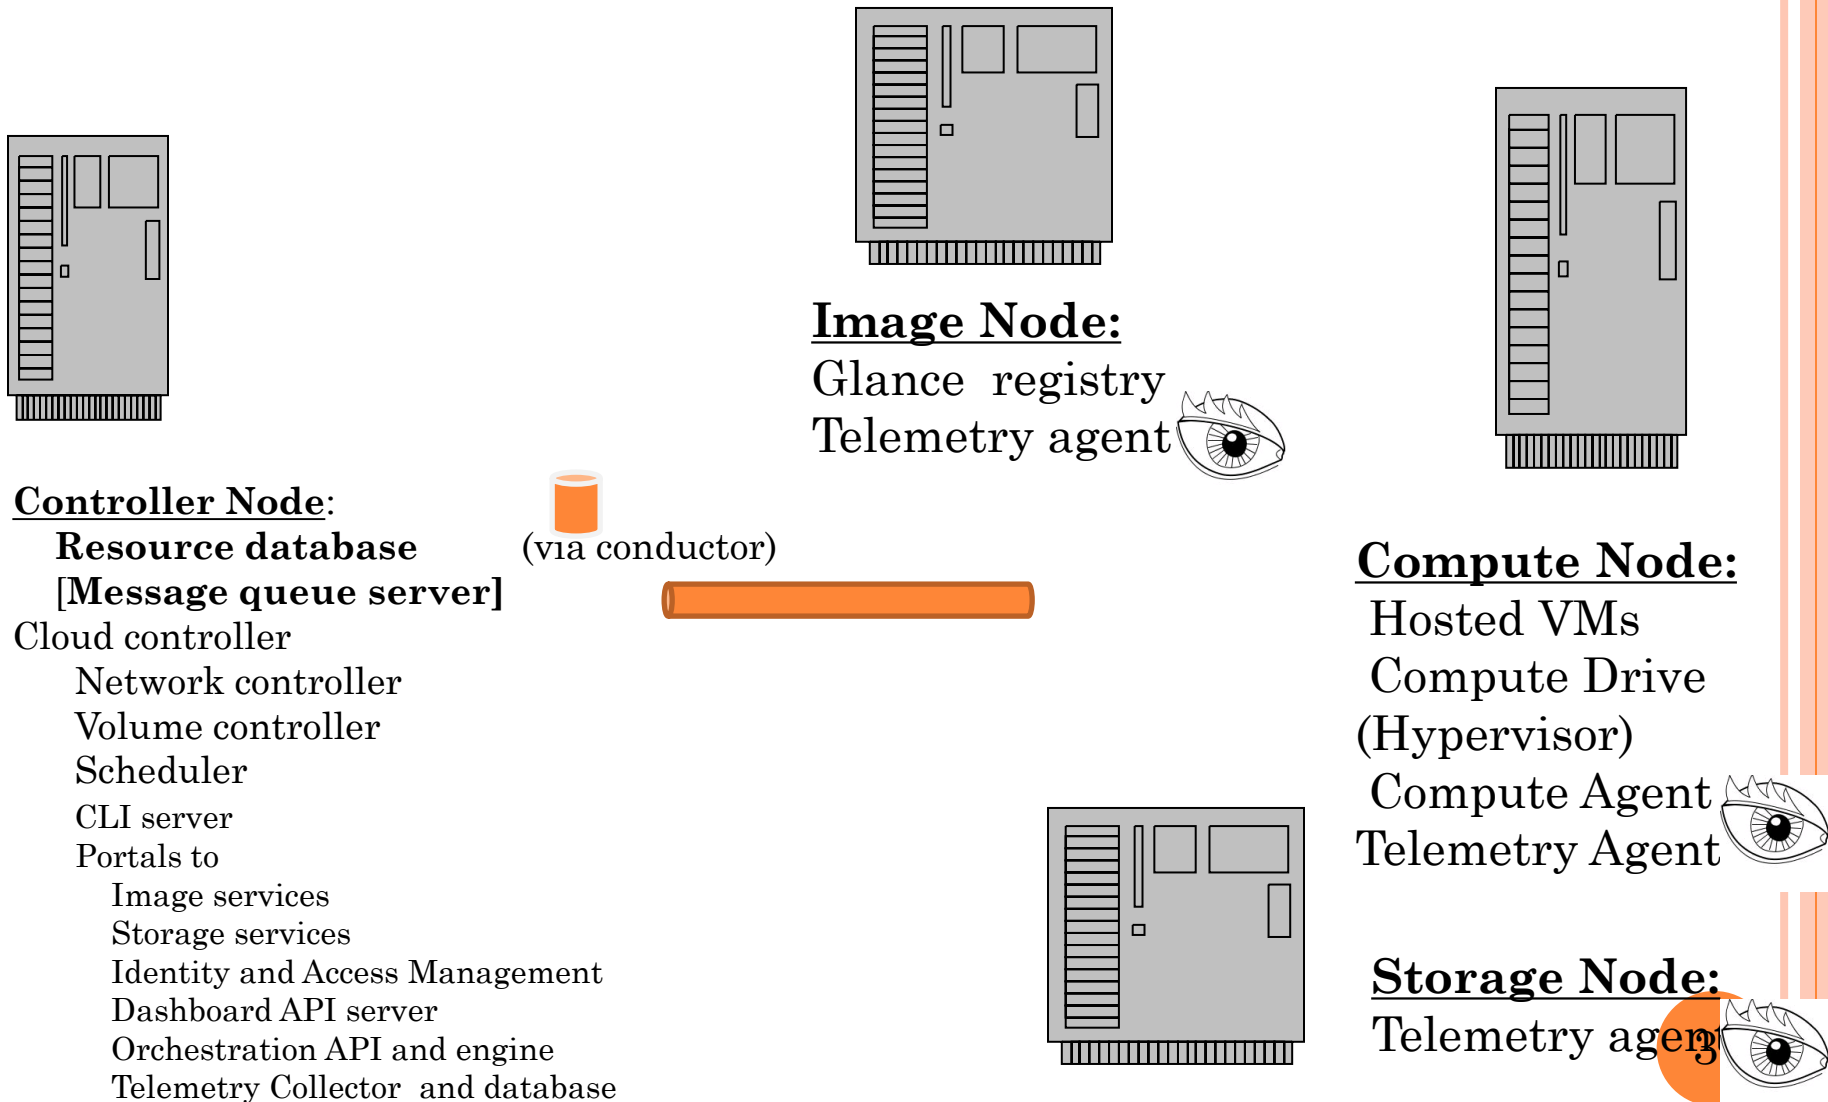 Image Node:
Glance registry
Telemetry agent
Controller Node:
Resource database (via conductor)
[Message queue server]
Cloud controller
Network controller
Volume controller
Scheduler
CLI server
Portals to
Image services
Storage services
Identity and Access Management
Dashboard API server
Orchestration API and engine
Telemetry Collector and database
Compute Node:
Hosted VMs
Compute Drive
(Hypervisor)
Compute Agent
Telemetry Agent
Storage Node:
Telemetry agent
3